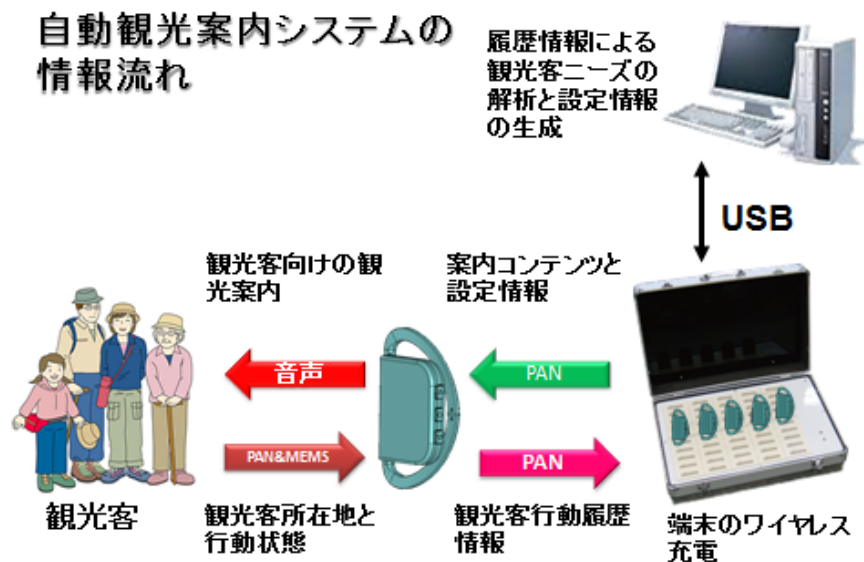 自動観光案内システムの
情報流れ
履歴情報による
観光客ニーズの
解析と設定情報
の生成
USB
観光客向けの観
光案内
案内コンテンツと
設定情報
音声
PAN
PAN&MEMS
PAN
観光客
観光客所在地と
行動状態
観光客行動履歴
情報
端末のワイヤレス
充電